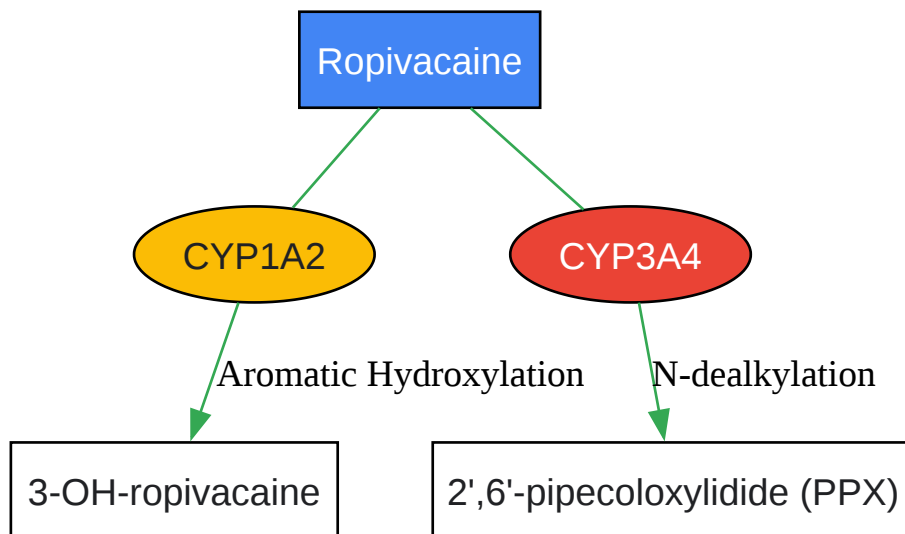 Ropivacaine
CYP1A2
CYP3A4
Aromatic Hydroxylation
N-dealkylation
3-OH-ropivacaine
2',6'-pipecoloxylidide (PPX)